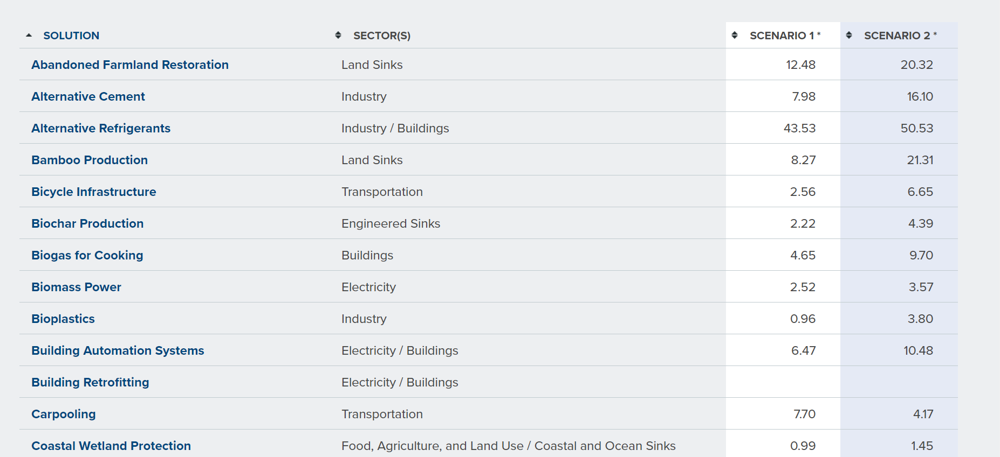 SOLUTION SECTOR(S) SCENARIO 1 * SCENARIO 2 *
Abandoned Farmland Restoration Land Sinks 12.48 20.32
Alternative Cement Industry 7.98 16.10
Alternative Refrigerants Industry / Buildings 43.53 50.53
Bamboo Production Land Sinks 8.27 21.31
Bicycle Infrastructure Transportation 2.56 6.65
Biochar Production Engineered Sinks 2.22 4.39
Biogas for Cooking Buildings 4.65 9.70
Biomass Power Electricity 2.52 3.57
Bioplastics Industry 0.96 3.80
Building Automation Systems Electricity / Buildings 6.47 10.48
Building Retrofitting Electricity / Buildings
Carpooling Transportation 7.70 4.17
Coastal Wetland Protection Food, Agriculture, and Land Use / Coastal and Ocean Sinks 0.99 1.45